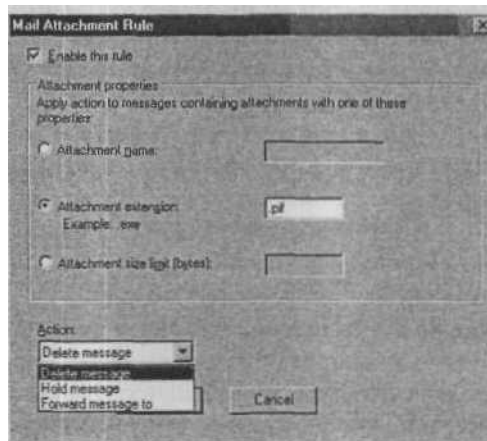 Mail Attachment Rule
Enable this rule
Attachment properties
Apply action to messages containing attachments with one of these
properties:
Attachment name:
Attachment extension:
.pif
Example: .exe
Attachment size limit (bytes):
Action:
Delete message
Delete message
Hold message
Forward message to
Cancel